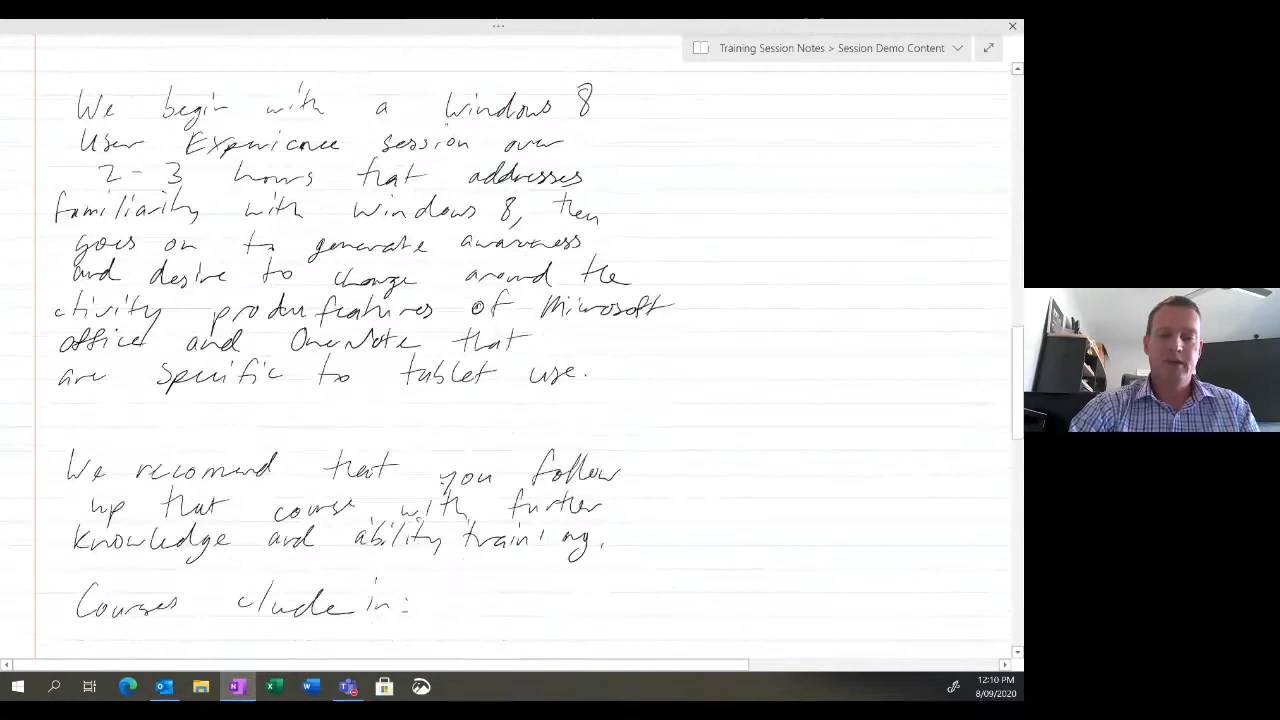 Training Session Notes > Session Demo Content
We begin with a Windows 8
User Experience session over
2-3 hours that addresses
familiarity with Windows 8, then
goes on to generate awareness
and desire to change around the
ctivity produ features of Microsoft
office and OneNote that
are specific to tablet use.
We recomend that you follow
up that course with further
knowledge and ability training.
Courses clude in:
12:10 PM
8/09/2020